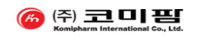 (주) 코미팜
Komipharm International Co., Ltd.